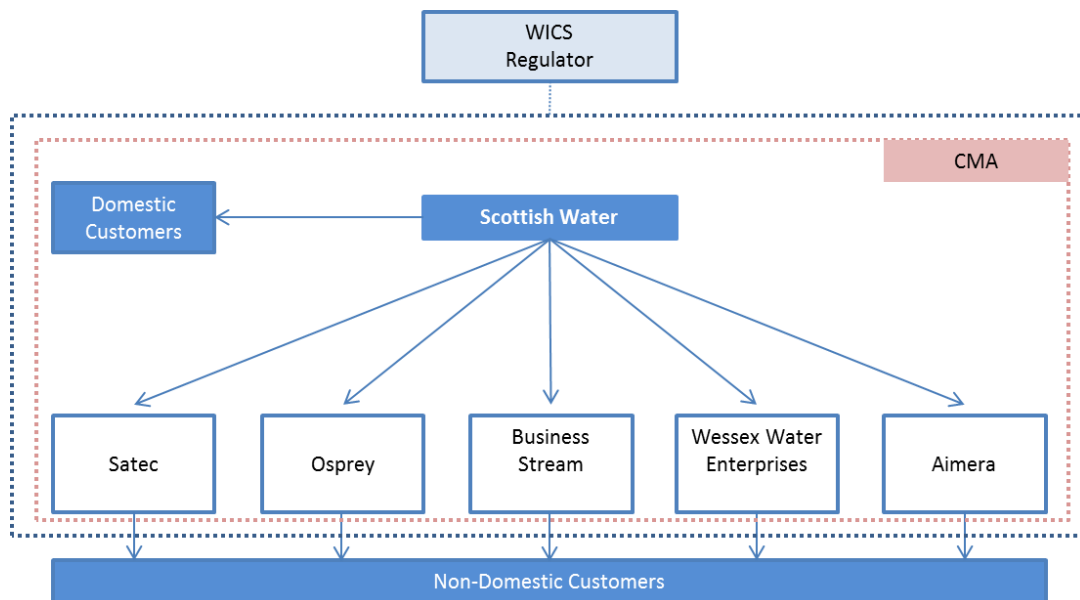 WICS
Regulator
CMA
Domestic
Customers
Scottish Water
Satec
Osprey
Business
Stream
Wessex Water
Enterprises
Aimera
Non-Domestic Customers